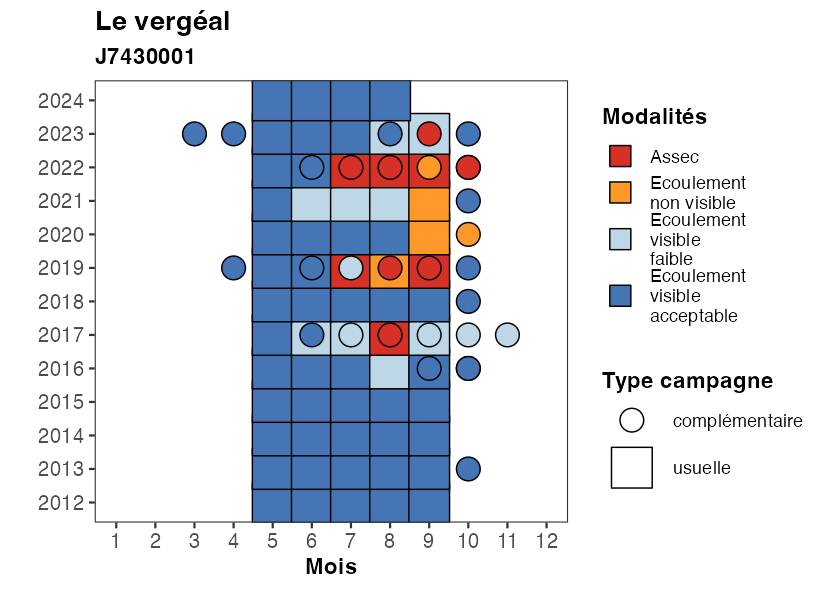 Le vergéal
J7430001
2024
2023
2022
2021
2020
2019
2018
2017
2016
2015
2014
2013
2012
1 2 3 4 5 6 7 8 9 10 11 12
Mois
Modalités
Assec
Ecoulement
non visible
Ecoulement
visible
faible
Ecoulement
visible
acceptable
Type campagne
complémentaire
usuelle